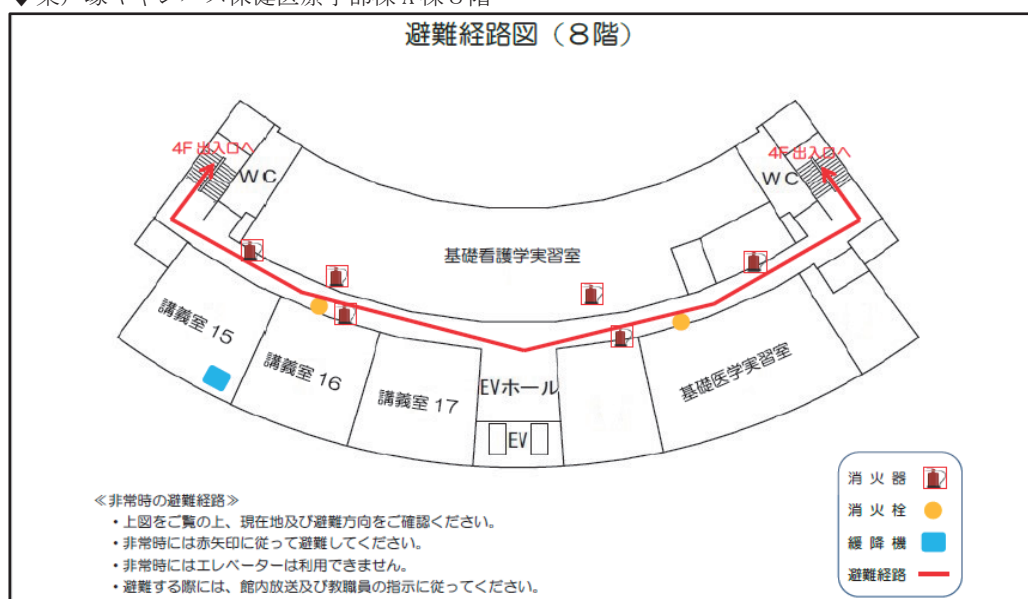 避難経路図（８階）
4F 出入口へ
4F 出入口へ
WC
WC
基礎看護学実習室
講義室 15
講義室 16
講義室 17
EVホール
EV
基礎医学実習室
消 火 器
消 火 栓
緩 降 機
避難経路
≪非常時の避難経路≫
・上図をご覧の上、現在地及び避難方向をご確認ください。
・非常時には赤矢印に従って避難してください。
・非常時にはエレベーターは利用できません。
・避難する際には、館内放送及び教職員の指示に従ってください。